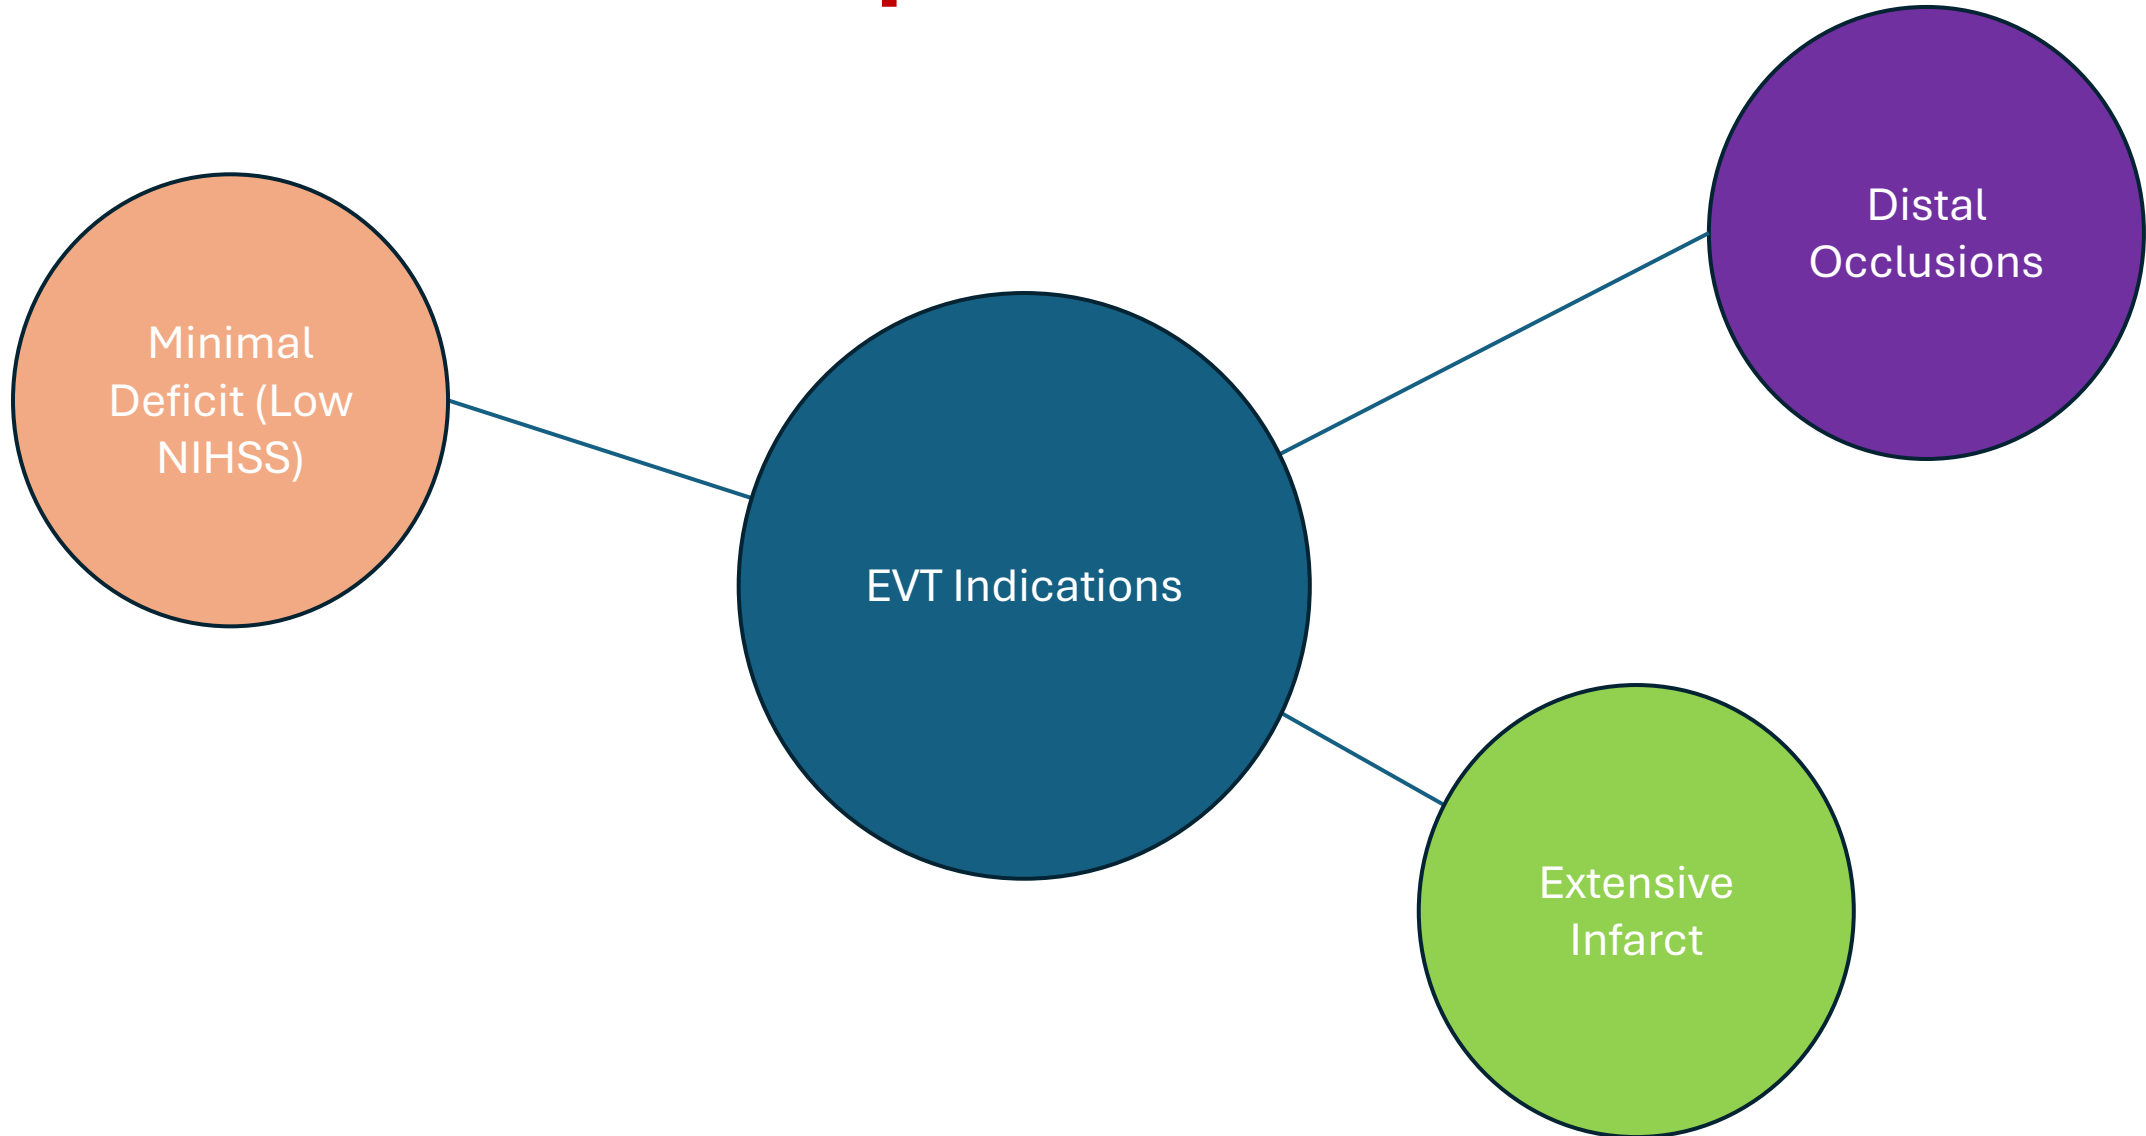 Distal
Occlusions
Minimal
Deficit (Low
NIHSS)
EVT Indications
Extensive
Infarct